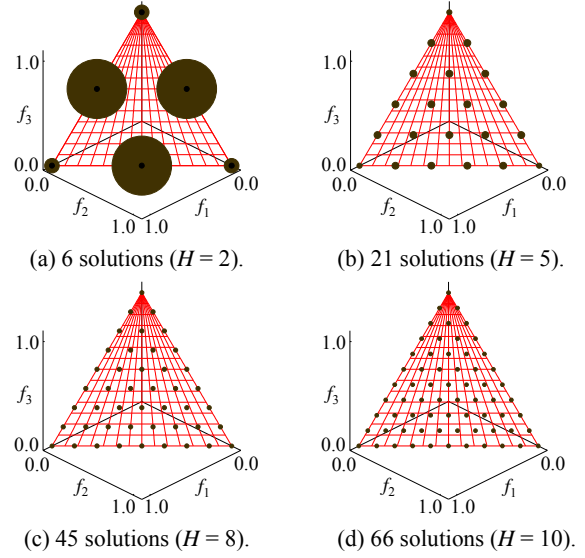 1.0
f₃
0.0
0.0
f₂
1.0
1.0
f₁
0.0
(a) 6 solutions (H = 2).
1.0
f₃
0.0
0.0
f₂
1.0
1.0
f₁
0.0
(b) 21 solutions (H = 5).
1.0
f₃
0.0
0.0
f₂
1.0
1.0
f₁
0.0
(c) 45 solutions (H = 8).
1.0
f₃
0.0
0.0
f₂
1.0
1.0
f₁
0.0
(d) 66 solutions (H = 10).